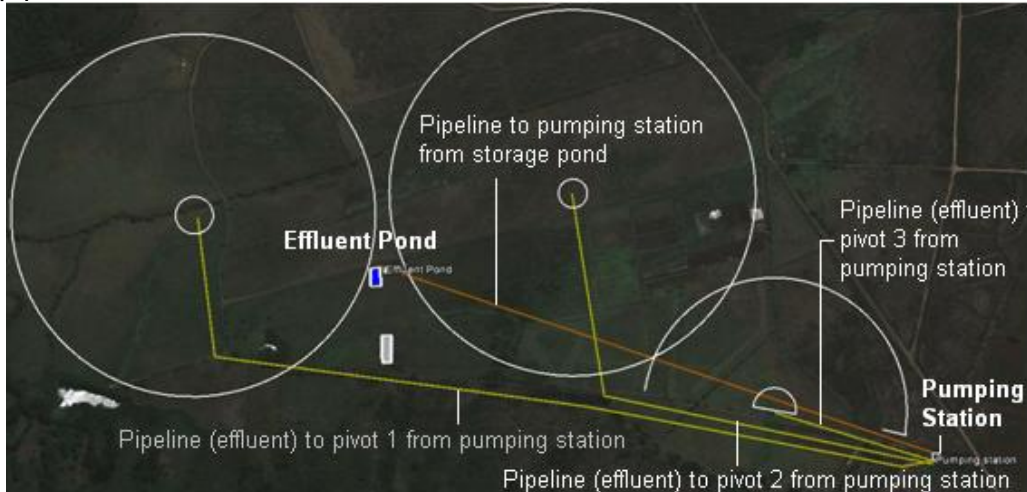 Pipeline to pumping station
from storage pond
Pipeline (effluent)
pivot 3 from
pumping station
Effluent Pond
Effluent Pond
Pumping
Station
Pumping station
Pipeline (effluent) to pivot 1 from pumping station
Pipeline (effluent) to pivot 2 from pumping station